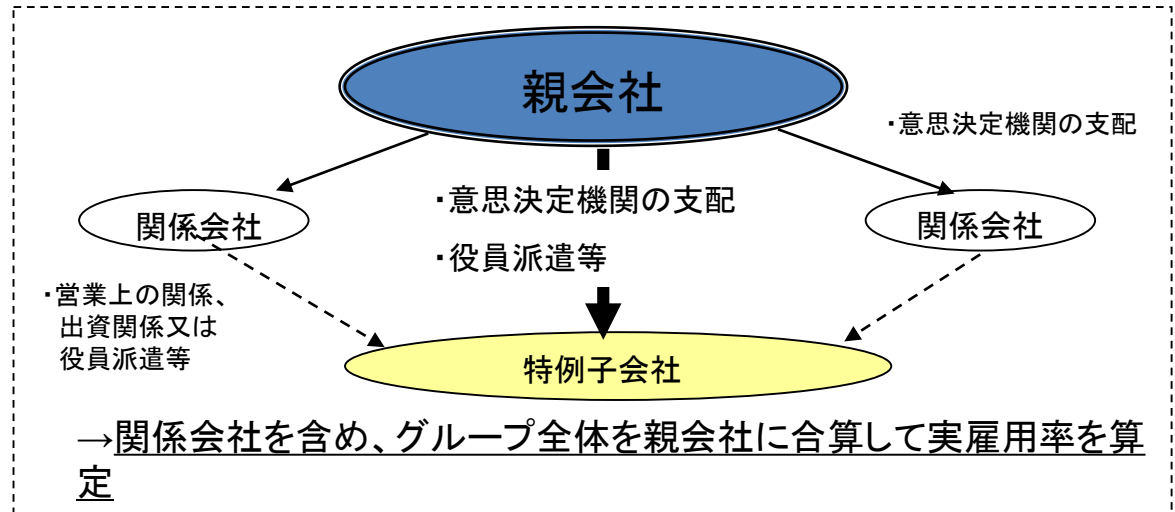 親会社
・意思決定機関の支配
・意思決定機関の支配
・役員派遣等
関係会社
関係会社
・営業上の関係、
出資関係又は
役員派遣等
特例子会社
→関係会社を含め、グループ全体を親会社に合算して実雇用率を算
定